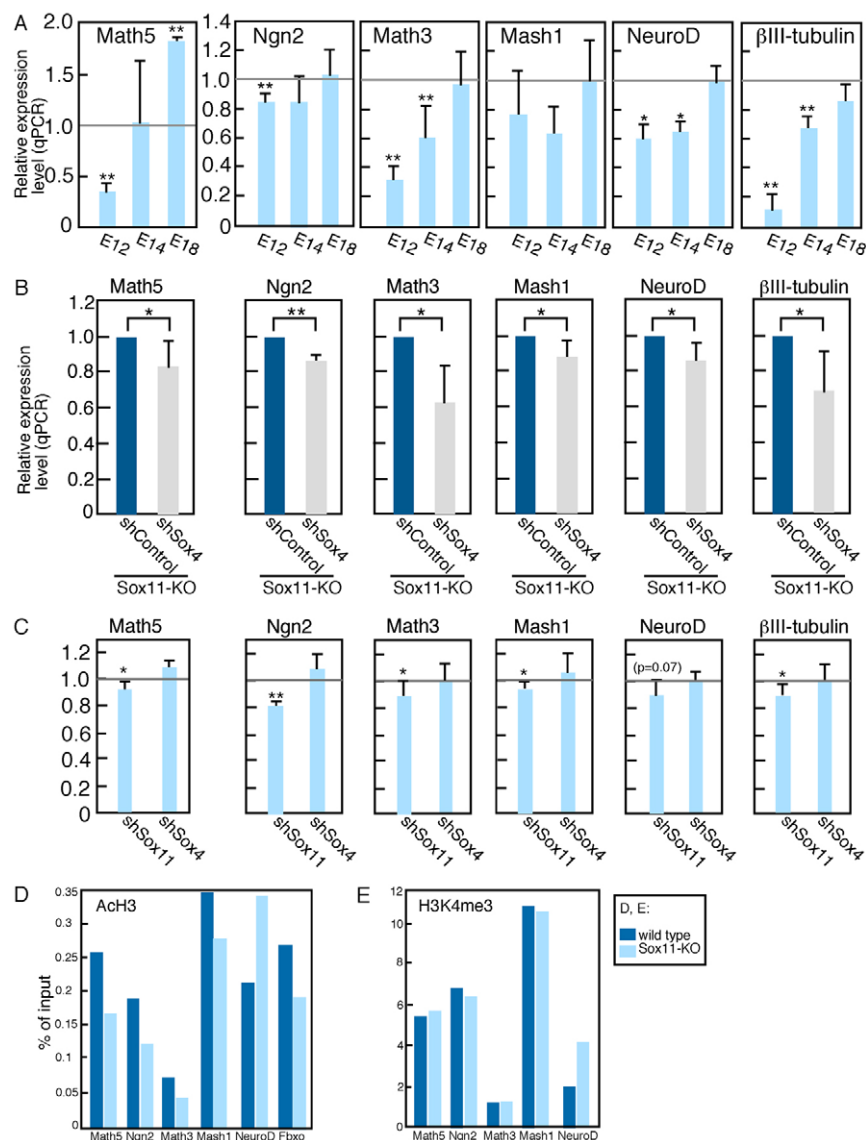 A
Relative expression
level (qPCR)
Math5
Ngn2
Math3
Mash1
NeuroD
βIII-tubulin
2.0
1.5
1.0
0.5
0
1.4
1.2
1.0
0.8
0.6
0.4
0.2
0
**
**
**
**
**
*
*
**
**
E12
E14
E18
E12
E14
E18
E12
E14
E18
E12
E14
E18
E12
E14
E18
E12
E14
E18
B
Relative expression
level (qPCR)
Math5
Ngn2
Math3
Mash1
NeuroD
βIII-tubulin
1.2
1.0
0.8
0.6
0.4
0.2
0
*
**
*
*
*
*
shControl
shSox4
shControl
shSox4
shControl
shSox4
shControl
shSox4
shControl
shSox4
shControl
shSox4
Sox11-KO
Sox11-KO
Sox11-KO
Sox11-KO
Sox11-KO
Sox11-KO
C
Math5
Ngn2
Math3
Mash1
NeuroD
βIII-tubulin
1.2
1.0
0.8
0.6
0.4
0.2
0
*
**
*
*
(p=0.07)
*
shSox11
shSox4
shSox11
shSox4
shSox11
shSox4
shSox11
shSox4
shSox11
shSox4
shSox11
shSox4
D
AcH3
% of input
0.35
0.3
0.25
0.2
0.15
0.1
0.05
0
Math5 Ngn2 Math3 Mash1 NeuroD Fbxo
E
H3K4me3
12
10
8
6
4
2
0
Math5 Ngn2 Math3 Mash1 NeuroD
D, E:
wild type
Sox11-KO